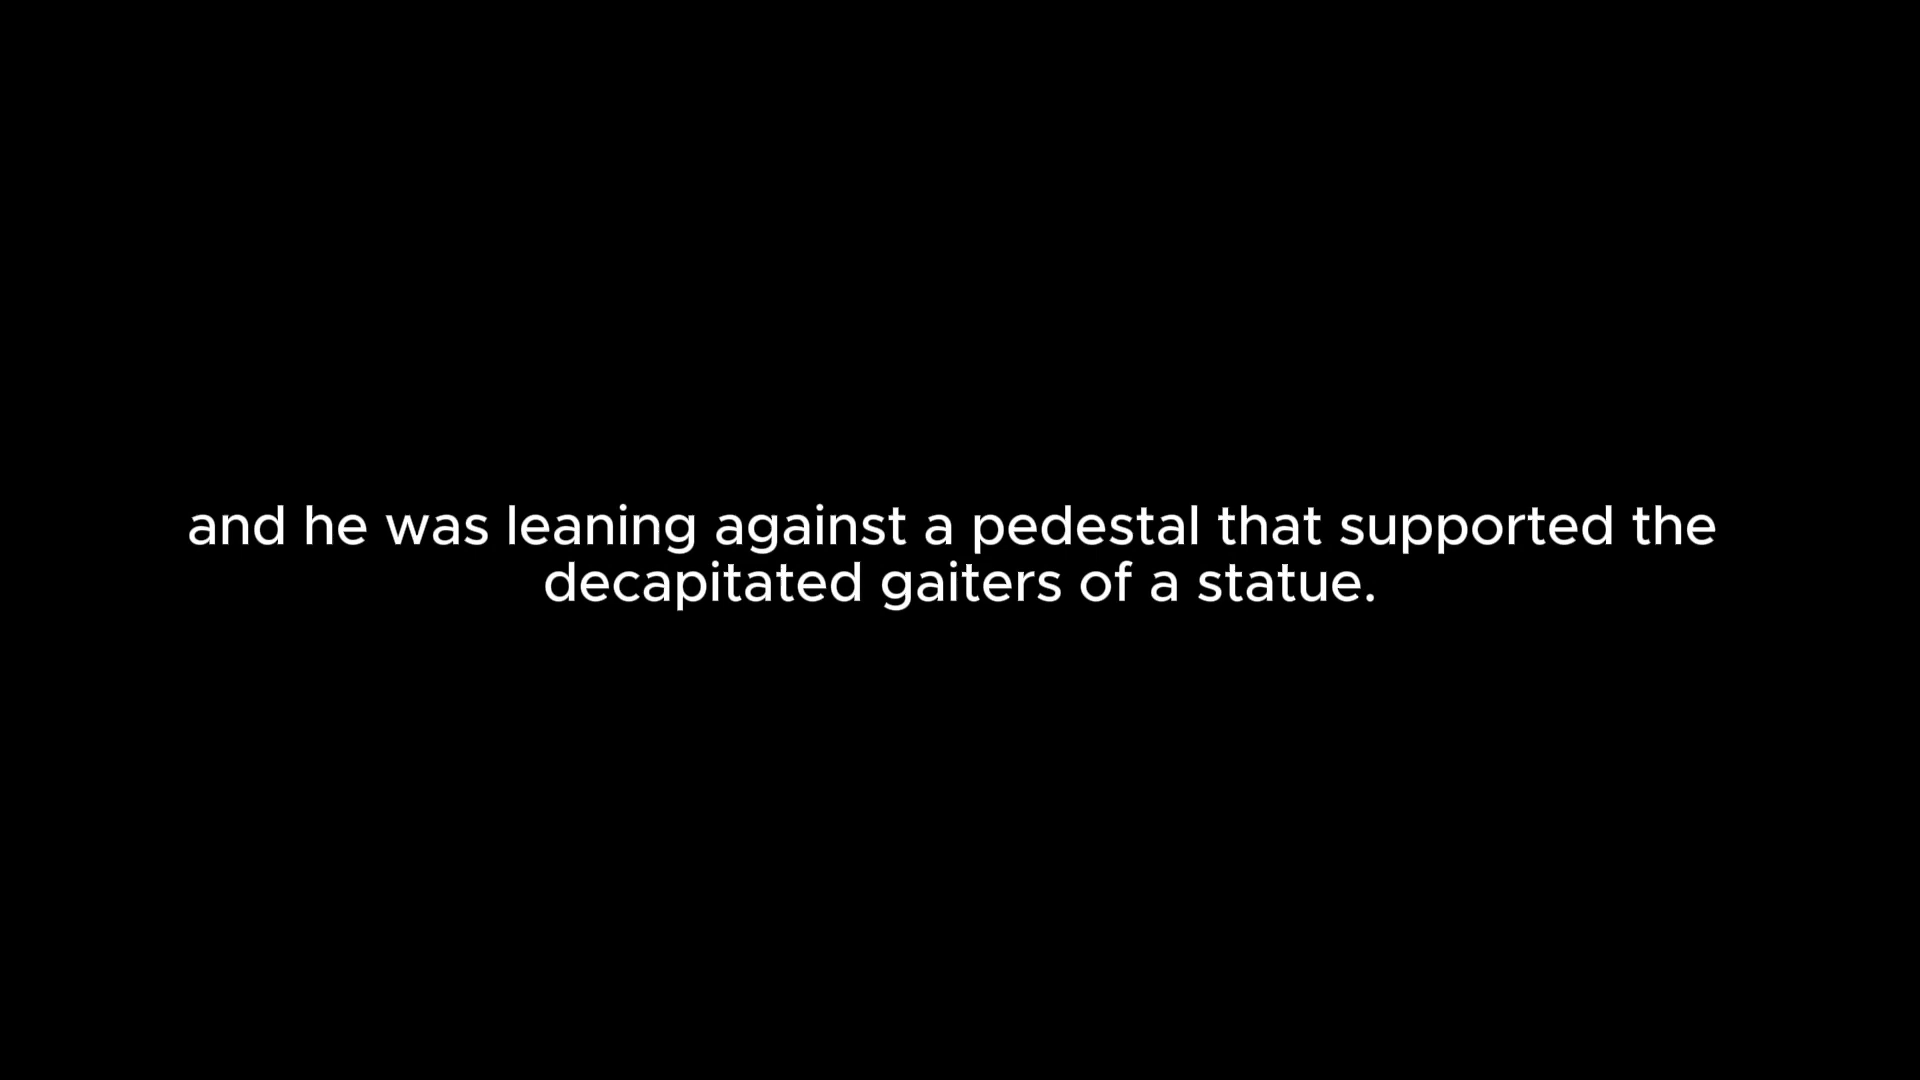 and he was leaning against a pedestal that supported the
decapitated gaiters of a statue.